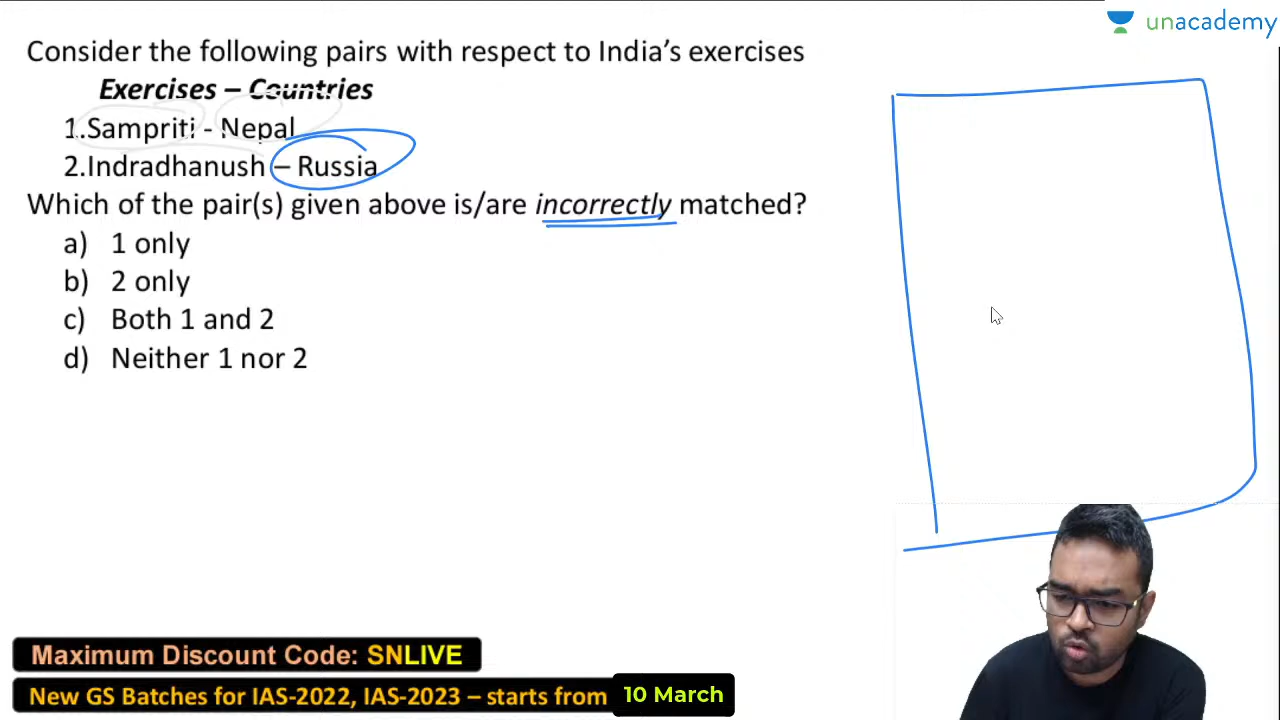 unacademy
Consider the following pairs with respect to India's exercises
Exercises – Countries
1.Sampriti - Nepal
2.Indradhanush – Russia
Which of the pair(s) given above is/are incorrectly matched?
a) 1 only
b) 2 only
c) Both 1 and 2
d) Neither 1 nor 2
Maximum Discount Code: SNLIVE
New GS Batches for IAS-2022, IAS-2023 – starts from 10 March